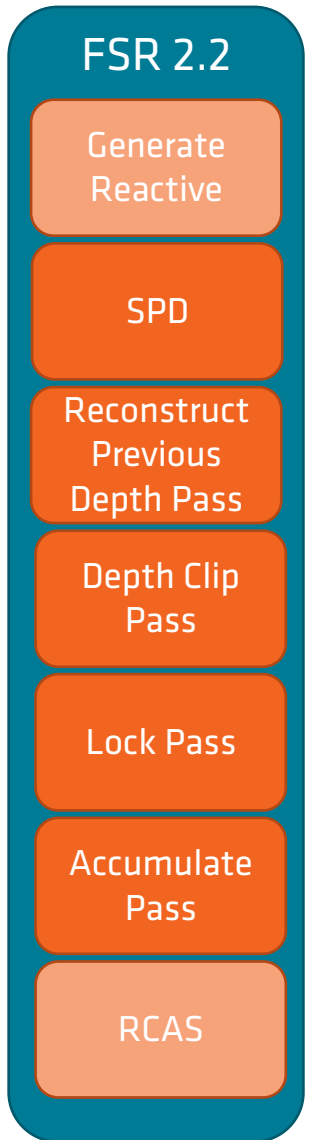 FSR 2.2
Generate
Reactive
SPD
Reconstruct
Previous
Depth Pass
Depth Clip
Pass
Lock Pass
Accumulate
Pass
RCAS